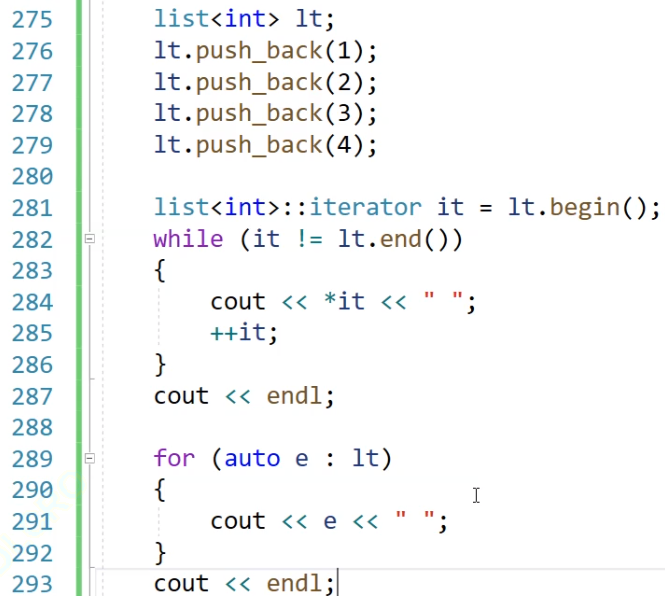 275 list<int> lt;
276 lt.push_back(1);
277 lt.push_back(2);
278 lt.push_back(3);
279 lt.push_back(4);
280
281 list<int>::iterator it = lt.begin();
282 while (it != lt.end())
283 {
284 cout << *it << " ";
285 ++it;
286 }
287 cout << endl;
288
289 for (auto e : lt)
290 {
291 cout << e << " ";
292 }
293 cout << endl;